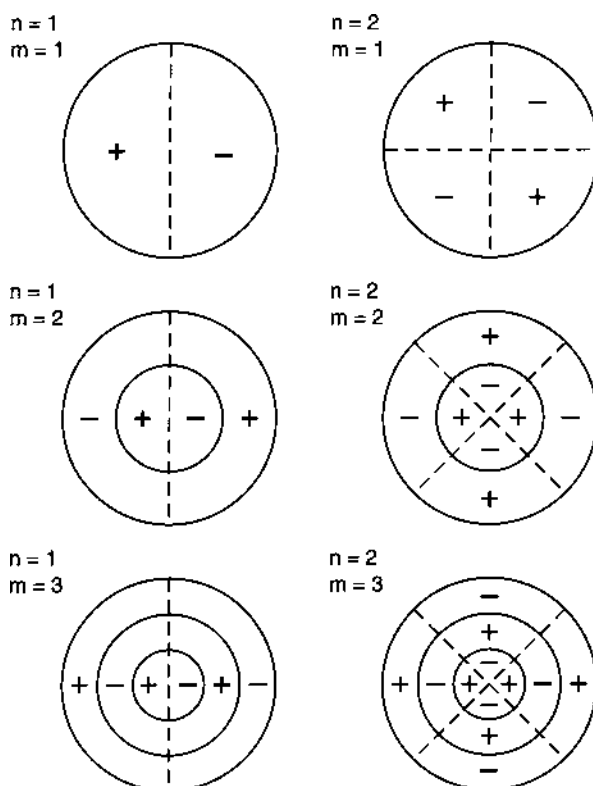 n = 1
m = 1
n = 2
m = 1
+ −
+ −
− +
n = 1
m = 2
n = 2
m = 2
+
−
− + − +
− + + −
−
+
n = 1
m = 3
n = 2
m = 3
−
+
−
+ − + − + −
+ − + + − +
−
+
−